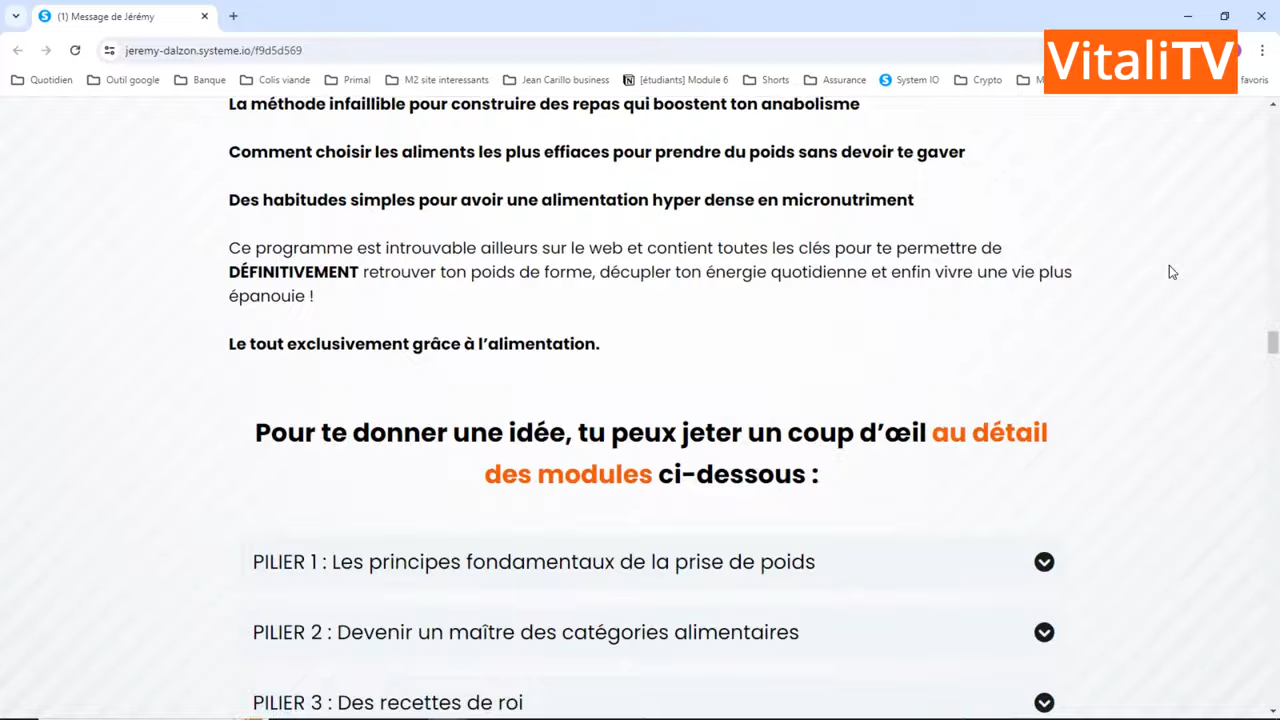 (1) Message de Jérémy
jeremy-dalzon.systeme.io/f9d5d569
VitaliTV
Quotidien Outil google Banque Colis viande Primal M2 site interessants Jean Carillo business [étudiants] Module 6 Shorts Assurance System IO Crypto M favoris
La méthode infaillible pour construire des repas qui boostent ton anabolisme
Comment choisir les aliments les plus effiaces pour prendre du poids sans devoir te gaver
Des habitudes simples pour avoir une alimentation hyper dense en micronutriment
Ce programme est introuvable ailleurs sur le web et contient toutes les clés pour te permettre de
DÉFINITIVEMENT retrouver ton poids de forme, décupler ton énergie quotidienne et enfin vivre une vie plus
épanouie !
Le tout exclusivement grâce à l’alimentation.
Pour te donner une idée, tu peux jeter un coup d’œil au détail
des modules ci-dessous :
PILIER 1 : Les principes fondamentaux de la prise de poids
PILIER 2 : Devenir un maître des catégories alimentaires
PILIER 3 : Des recettes de roi